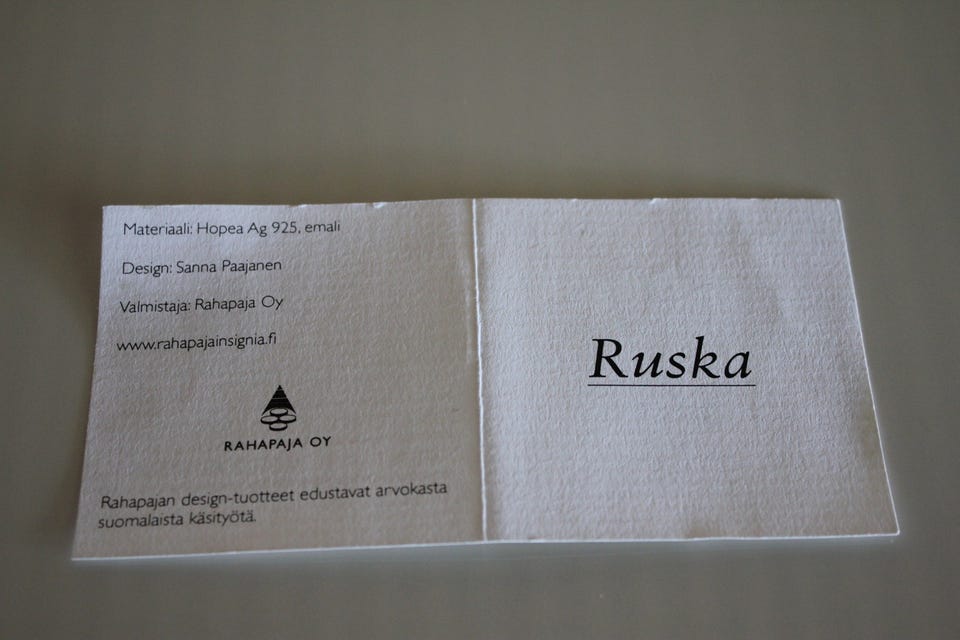 Materiaali: Hopea Ag 925, emali
Design: Sanna Paajanen
Valmistaja: Rahapaja Oy
www.rahapajainsignia.fi
RAHAPAJA OY
Rahapajan design-tuotteet edustavat arvokasta
suomalaista käsityötä.
Ruska